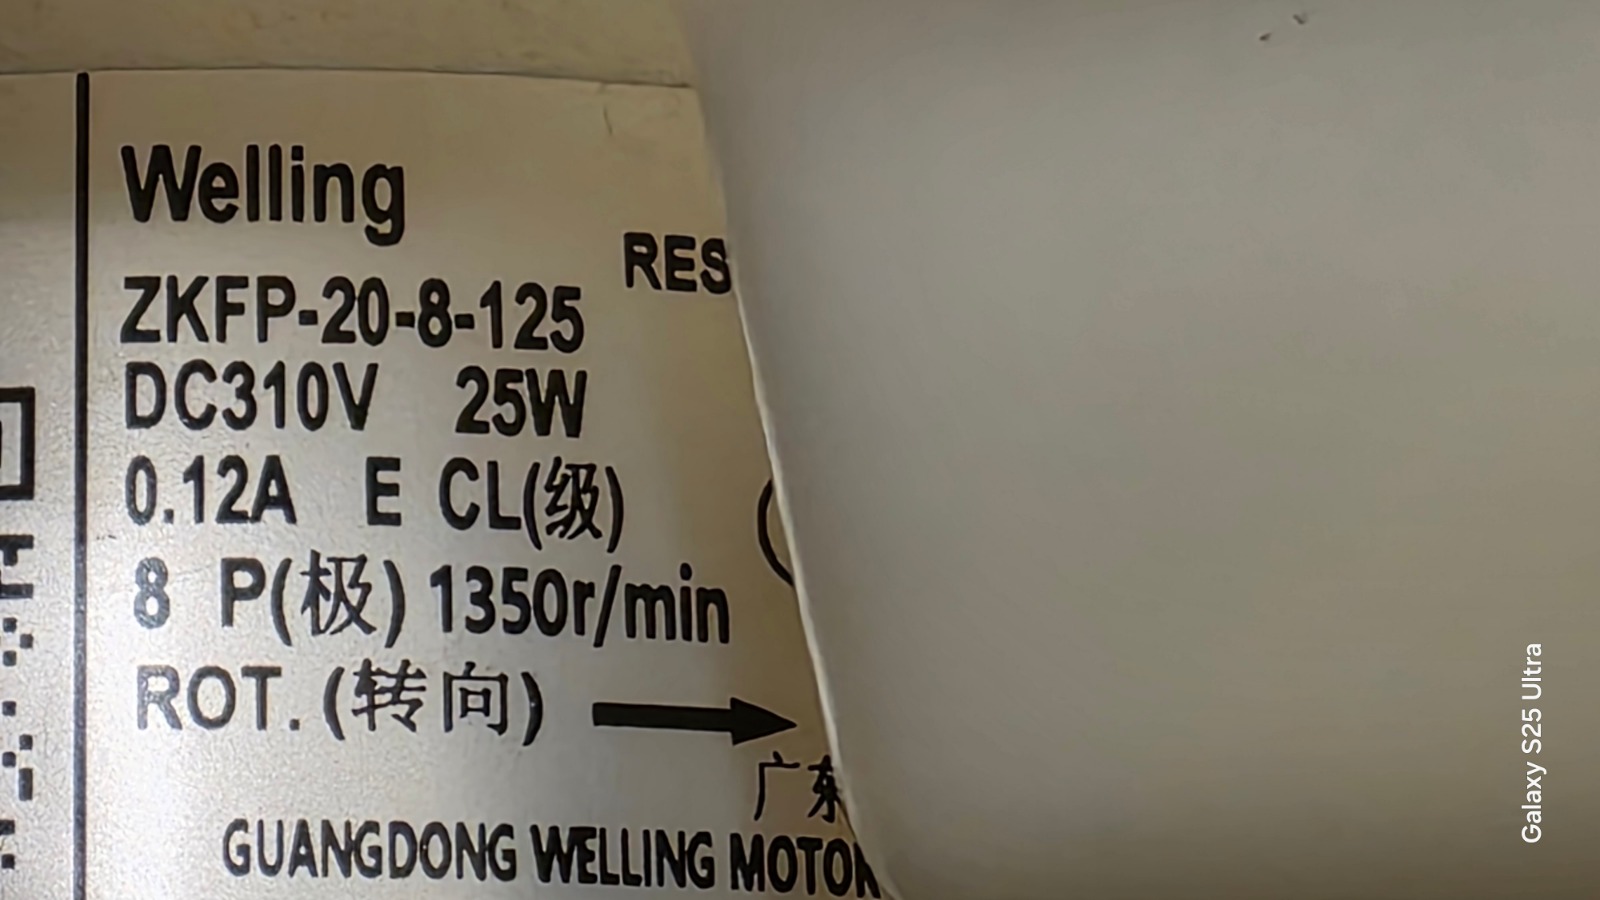 Welling
RES
ZKFP-20-8-125
DC310V 25W
0.12A E CL(级)
8 P(极) 1350r/min
ROT. (转向)
广东
GUANGDONG WELLING MOTOR
Galaxy S25 Ultra